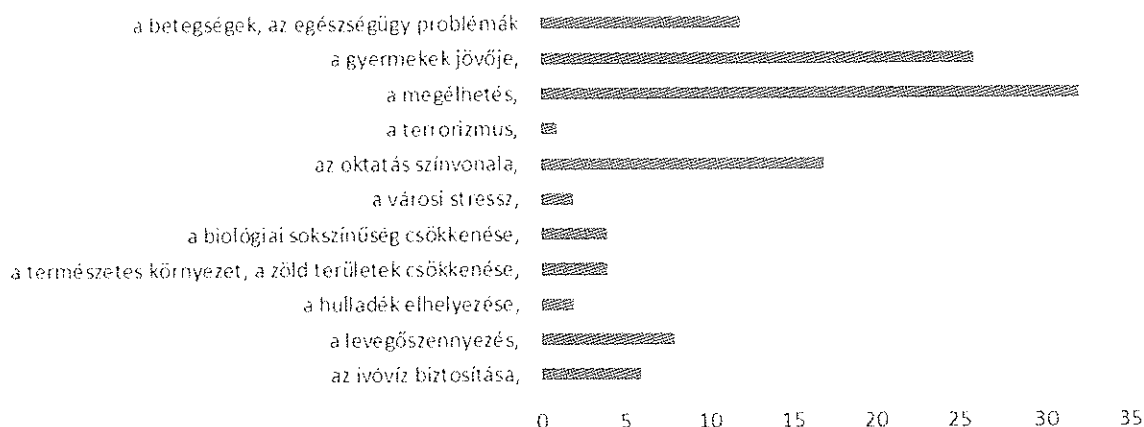 a betegségek, az egészségügy problémák
a gyermekek jövője,
a megélhetés,
a terrorizmus,
az oktatás színvonala,
a városi stressz,
a biológiai sokszínűség csökkenése,
a természetes környezet, a zöld területek csökkenése,
a hulladék elhelyezése,
a levegőszennyezés,
az ivóvíz biztosítása,
0 5 10 15 20 25 30 35